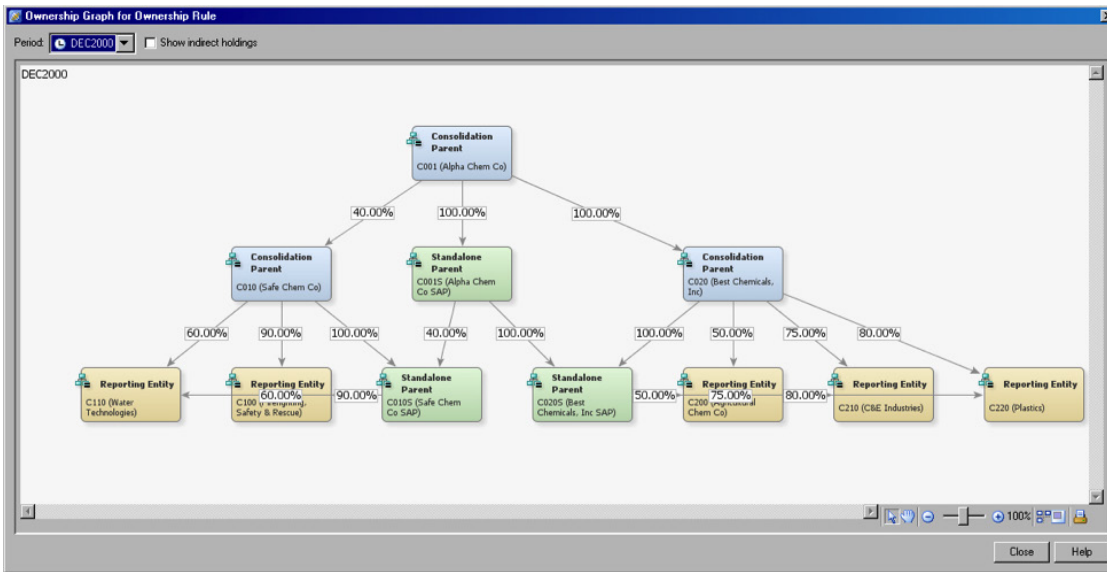 Ownership Graph for Ownership Rule
Period: DEC2000 Show indirect holdings
DEC2000
Consolidation
Parent
C001 (Alpha Chem Co)
40.00% 100.00% 100.00%
Consolidation
Parent
C010 (Safe Chem Co)
Standalone
Parent
C001S (Alpha Chem
Co SAP)
Consolidation
Parent
C020 (Best Chemicals,
Inc)
60.00% 90.00% 100.00% 40.00% 100.00% 100.00% 50.00% 75.00% 80.00%
Reporting Entity
C110 (Water
Technologies)
Reporting Entity
C100
Safety & Rescue)
60.00% 90.00%
Standalone
Parent
C010S (Safe Chem
Co SAP)
Standalone
Parent
C020S (Best
Chemicals, Inc SAP)
50.00% 75.00% 80.00%
Reporting Entity
C200
Chem Co)
Reporting Entity
C210 (C&E Industries)
Reporting Entity
C220 (Plastics)
100%
Close Help